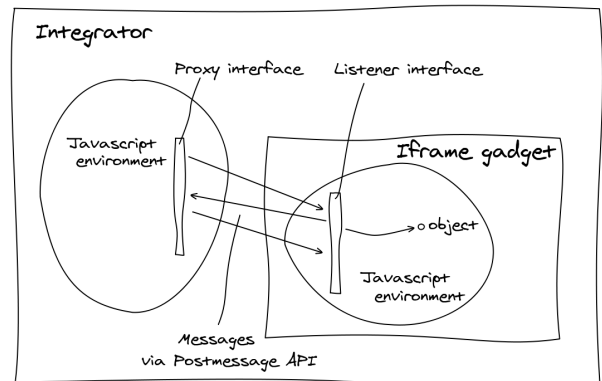 Integrator
Proxy interface
Listener interface
Javascript
environment
Iframe gadget
object
Javascript
environment
Messages
via Postmessage API